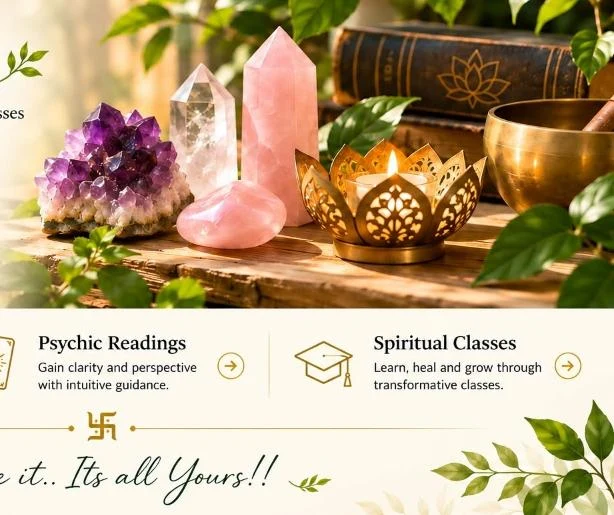 sses
Psychic Readings
Gain clarity and perspective
with intuitive guidance.
Spiritual Classes
Learn, heal and grow through
transformative classes.
e it.. Its all Yours!!